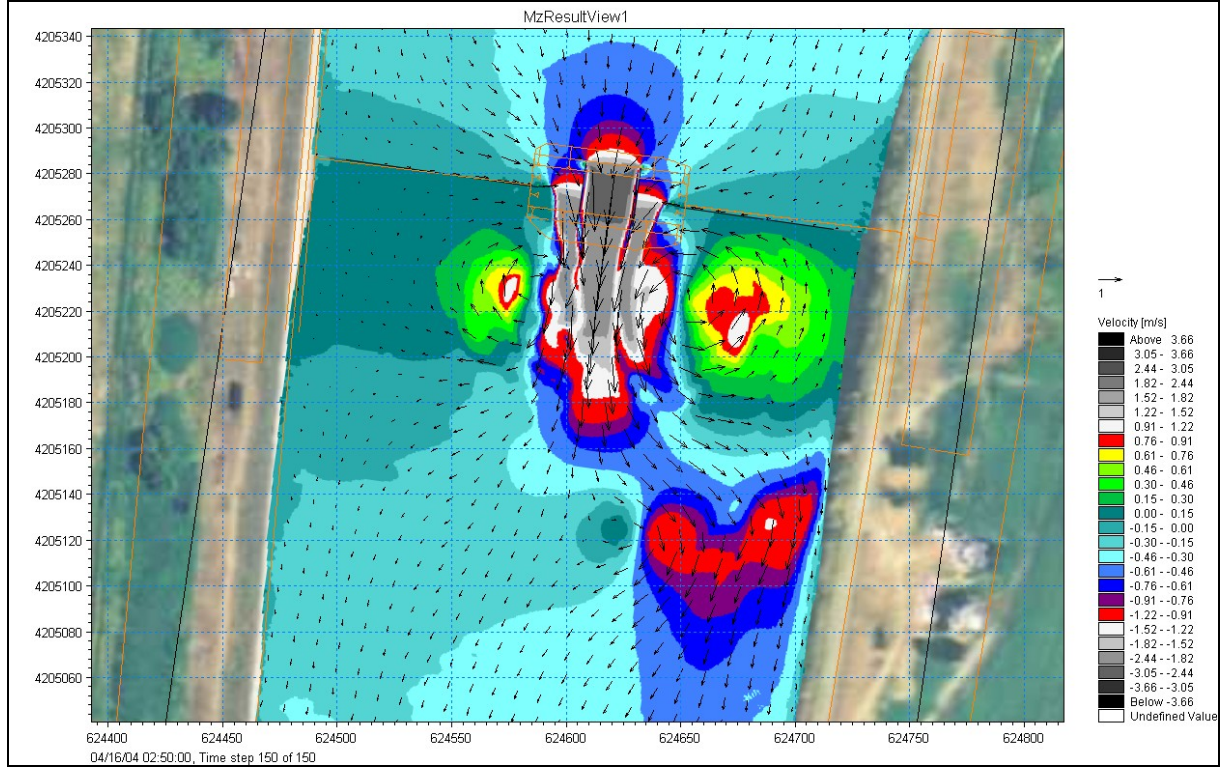 MzResultView1
4205340
4205320
4205300
4205280
4205260
4205240
4205220
4205200
4205180
4205160
4205140
4205120
4205100
4205080
4205060
624400 624450 624500 624550 624600 624650 624700 624750 624800
04/16/04 02:50:00, Time step 150 of 150
1
Velocity [m/s]
Above 3.66
3.05 - 3.66
2.44 - 3.05
1.82 - 2.44
1.52 - 1.82
1.22 - 1.52
0.91 - 1.22
0.76 - 0.91
0.61 - 0.76
0.46 - 0.61
0.30 - 0.46
0.15 - 0.30
0.00 - 0.15
-0.15 - 0.00
-0.30 - -0.15
-0.46 - -0.30
-0.61 - -0.46
-0.76 - -0.61
-0.91 - -0.76
-1.22 - -0.91
-1.52 - -1.22
-1.82 - -1.52
-2.44 - -1.82
-3.05 - -2.44
-3.66 - -3.05
Below -3.66
Undefined Value